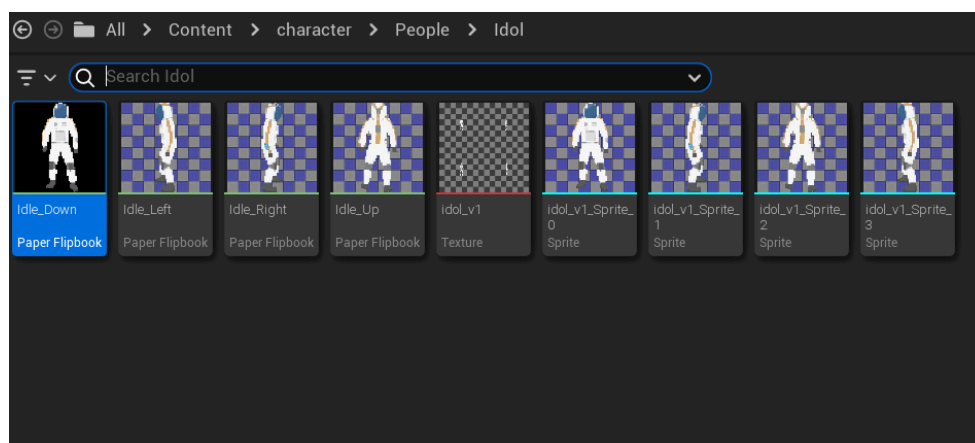 All > Content > character > People > Idol
Search Idol
Idle_Down
Paper Flipbook
Idle_Left
Paper Flipbook
Idle_Right
Paper Flipbook
Idle_Up
Paper Flipbook
idol_v1
Texture
idol_v1_Sprite_
0
Sprite
idol_v1_Sprite_
1
Sprite
idol_v1_Sprite_
2
Sprite
idol_v1_Sprite_
3
Sprite